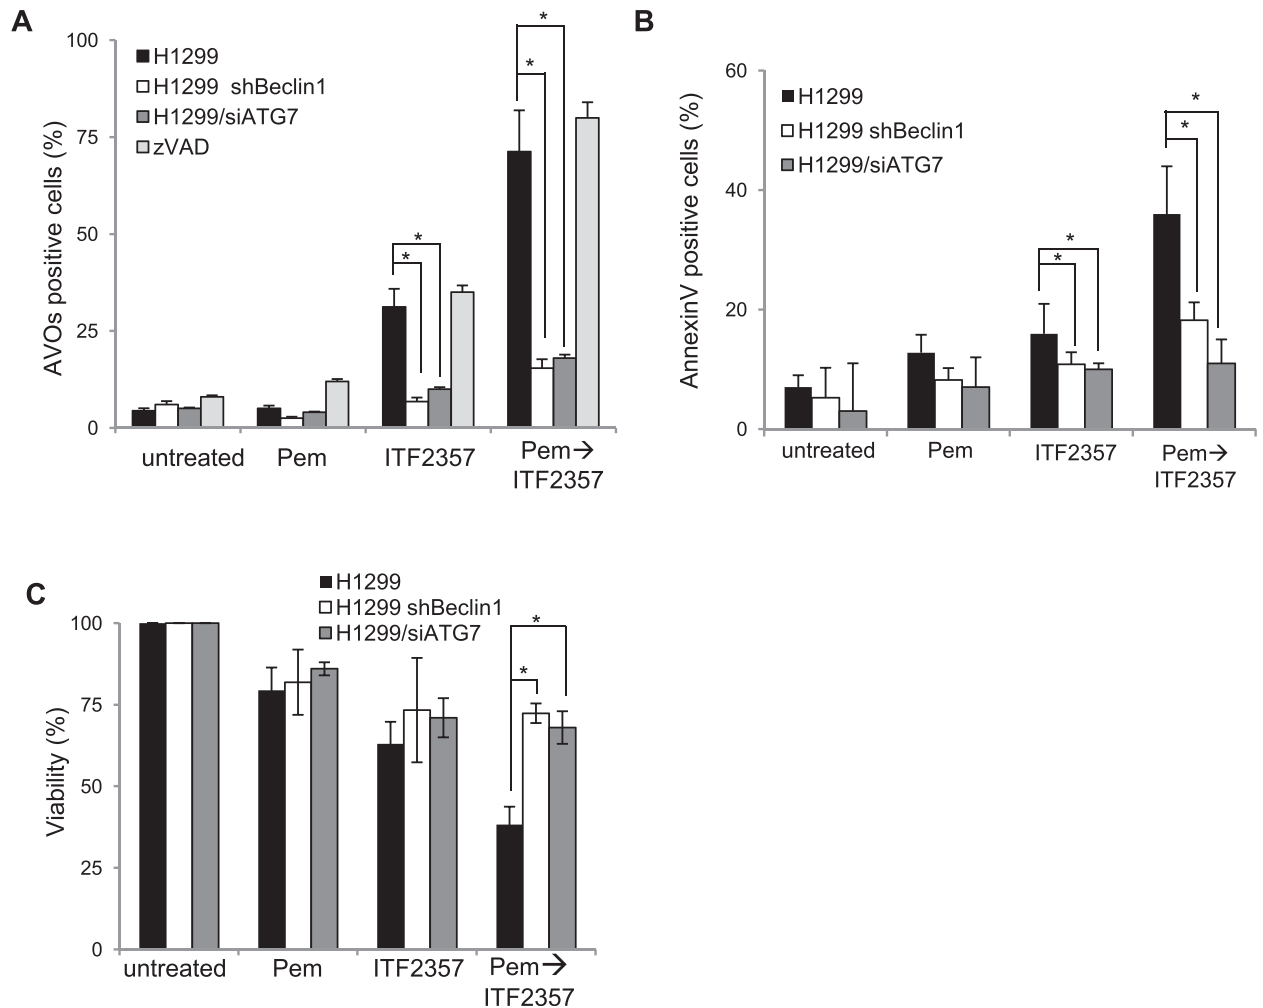 A
AVOs positive cells (%)
100
75
50
25
0
H1299
H1299 shBeclin1
H1299/siATG7
zVAD
*
*
*
*
untreated
Pem
ITF2357
Pem→
ITF2357
B
AnnexinV positive cells (%)
60
40
20
0
H1299
H1299 shBeclin1
H1299/siATG7
*
*
*
*
untreated
Pem
ITF2357
Pem→
ITF2357
C
Viability (%)
100
75
50
25
0
H1299
H1299 shBeclin1
H1299/siATG7
*
*
untreated
Pem
ITF2357
Pem→
ITF2357